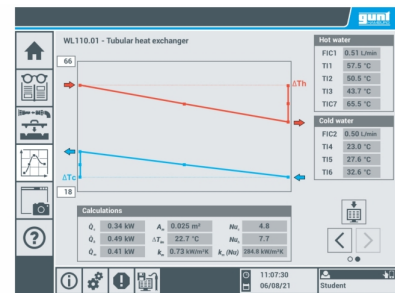 gunt
WL110.01 - Tubular heat exchanger
66
ΔTh
ΔTc
18
Hot water
FIC1 0.51 L/min
TI1 57.5 °C
TI2 50.5 °C
TI3 43.7 °C
TIC7 65.5 °C
Cold water
FIC2 0.50 L/min
TI4 23.0 °C
TI5 27.6 °C
TI6 32.6 °C
Calculations
0.34 kW Aₘ 0.025 m² 4.8
0.49 kW 22.7 °C 7.7
Q̇ₘ 0.41 kW kₘ 0.73 kW/m²K kₘ (Nu) 284.8 kW/m²K
11:07:30
06/08/21
Student